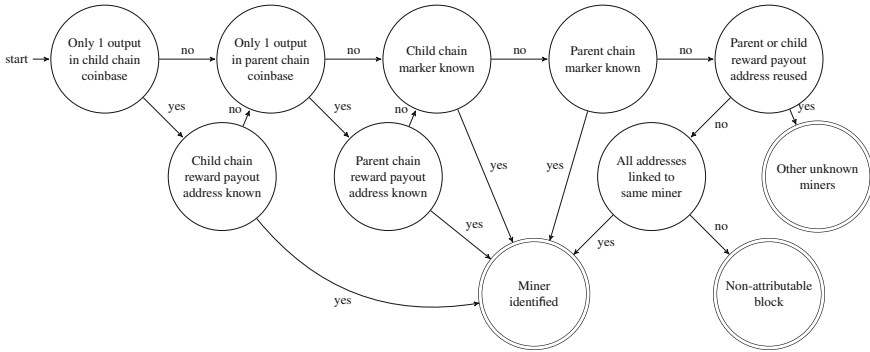 start
Only 1 output
in child chain
coinbase
no
Only 1 output
in parent chain
coinbase
no
Child chain
marker known
no
Parent chain
marker known
no
Parent or child
reward payout
address reused
yes
no
yes
no
yes
no
yes
Child chain
reward payout
address known
Parent chain
reward payout
address known
yes
yes
All addresses
linked to
same miner
Other unknown
miners
yes
yes
no
yes
Miner
identified
Non-attributable
block